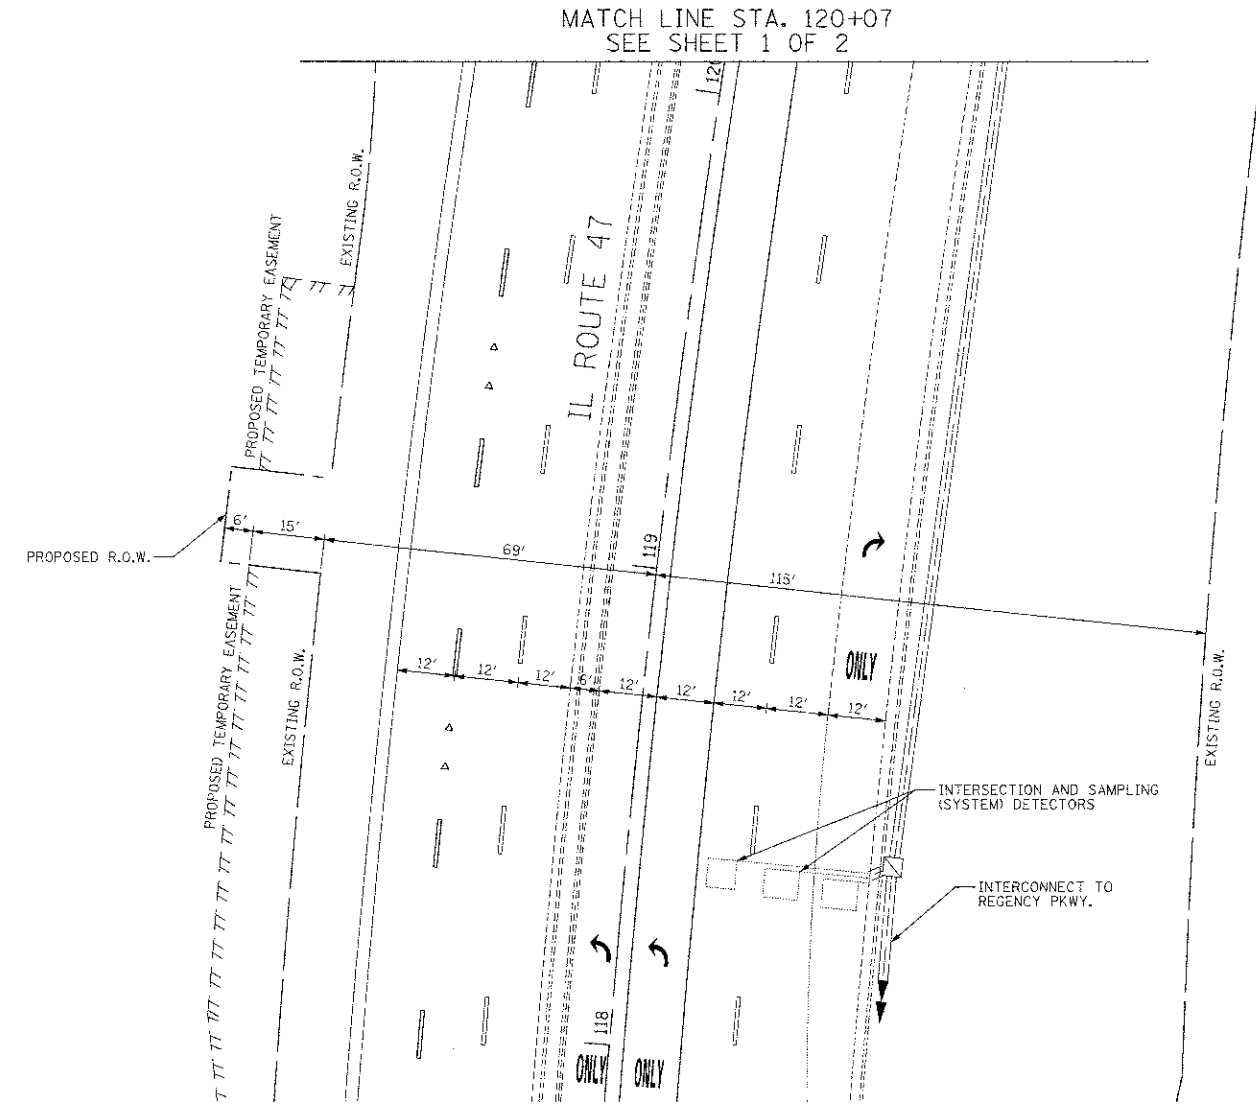 MATCH LINE STA. 120+07
SEE SHEET 1 OF 2
EXISTING R.O.W.
PROPOSED TEMPORARY EASEMENT
IL ROUTE 47
PROPOSED R.O.W.
6'
15'
69'
119
115'
PROPOSED TEMPORARY EASEMENT
EXISTING R.O.W.
12'
12'
12'
6'
12'
12'
12'
12'
12'
ONLY
EXISTING R.O.W.
INTERSECTION AND SAMPLING
(SYSTEM) DETECTORS
INTERCONNECT TO
REGENCY PKWY.
118
ONLY
ONLY